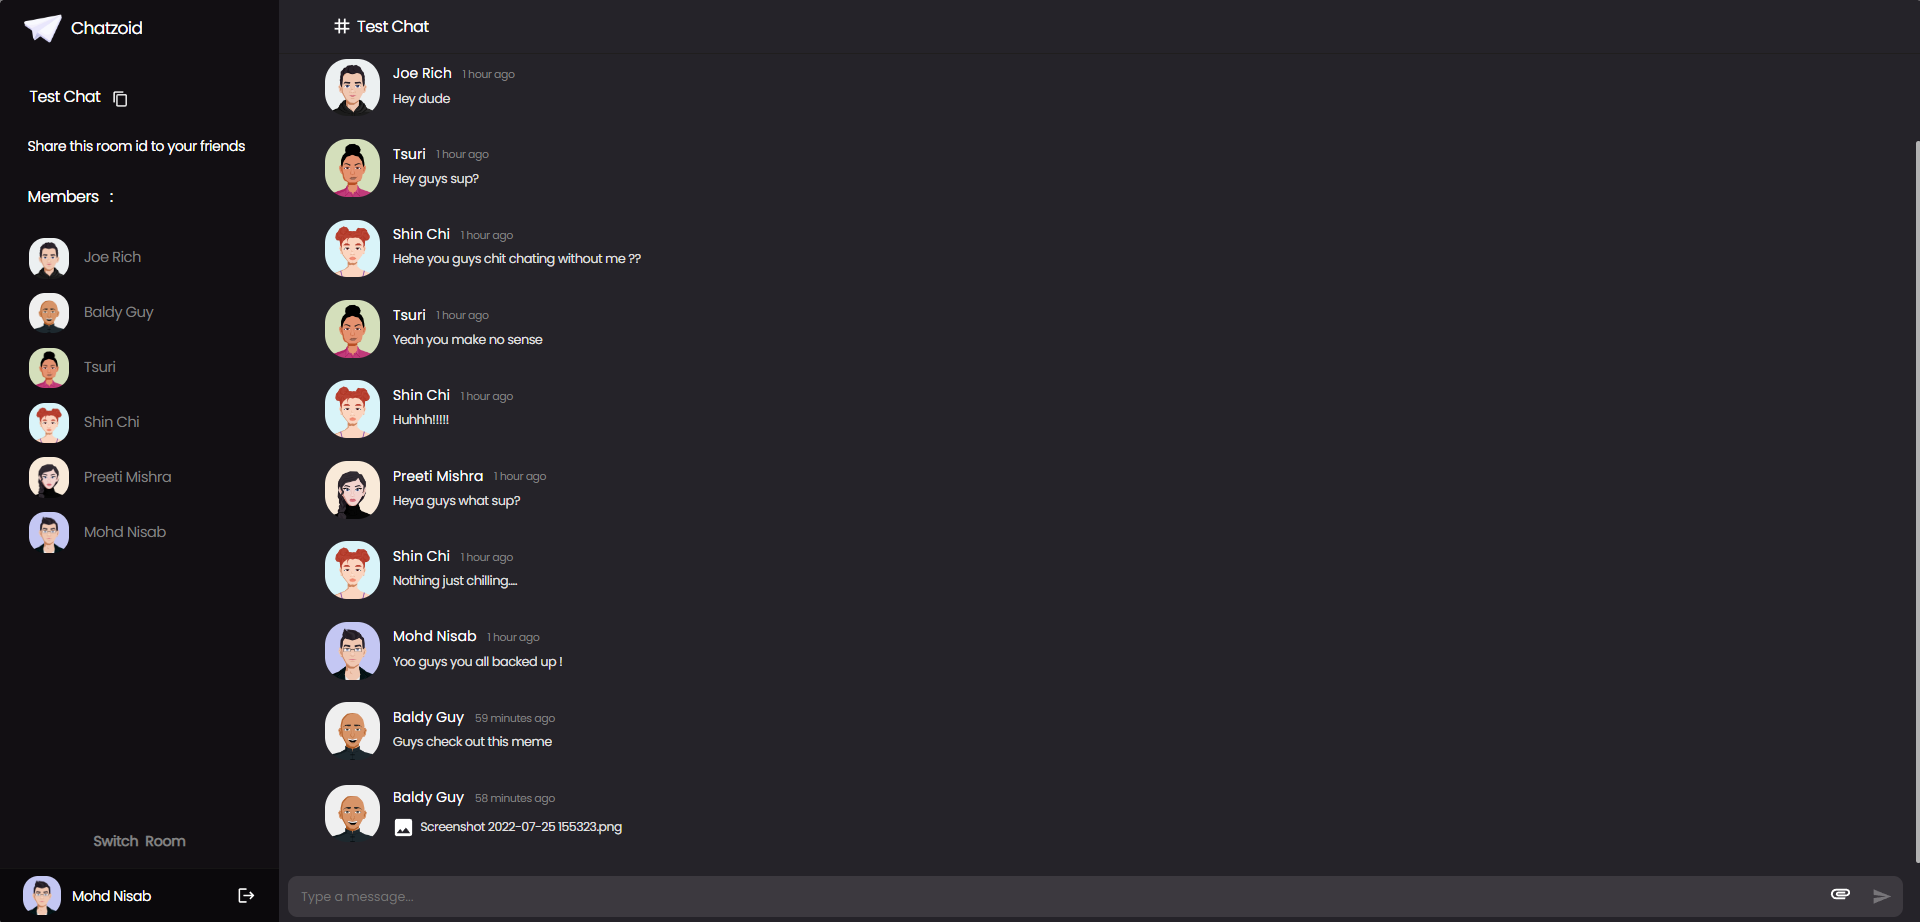 Chatzoid
Test Chat
Share this room id to your friends
Members :
Joe Rich
Baldy Guy
Tsuri
Shin Chi
Preeti Mishra
Mohd Nisab
Switch Room
Mohd Nisab
# Test Chat
Joe Rich 1 hour ago
Hey dude
Tsuri 1 hour ago
Hey guys sup?
Shin Chi 1 hour ago
Hehe you guys chit chating without me ??
Tsuri 1 hour ago
Yeah you make no sense
Shin Chi 1 hour ago
Huhhh!!!!!
Preeti Mishra 1 hour ago
Heya guys what sup?
Shin Chi 1 hour ago
Nothing just chilling....
Mohd Nisab 1 hour ago
Yoo guys you all backed up !
Baldy Guy 59 minutes ago
Guys check out this meme
Baldy Guy 58 minutes ago
Screenshot 2022-07-25 155323.png
Type a message...